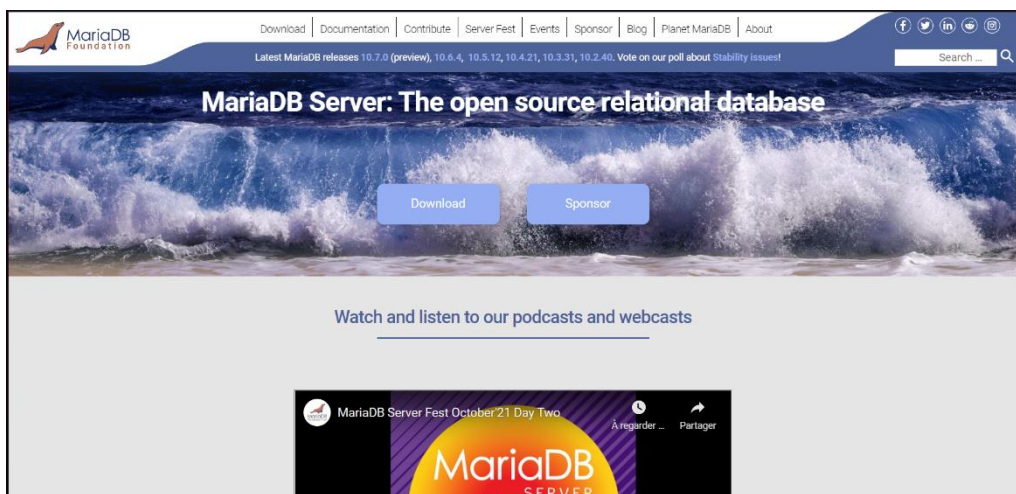 MariaDB
Foundation
Download Documentation Contribute Server Fest Events Sponsor Blog Planet MariaDB About
Latest MariaDB releases 10.7.0 (preview), 10.6.4, 10.5.12, 10.4.21, 10.3.31, 10.2.40. Vote on our poll about Stability issues!
Search ...
MariaDB Server: The open source relational database
Download Sponsor
Watch and listen to our podcasts and webcasts
MariaDB Server Fest October'21 Day Two
À regarder ... Partager
MariaDB
SERVER